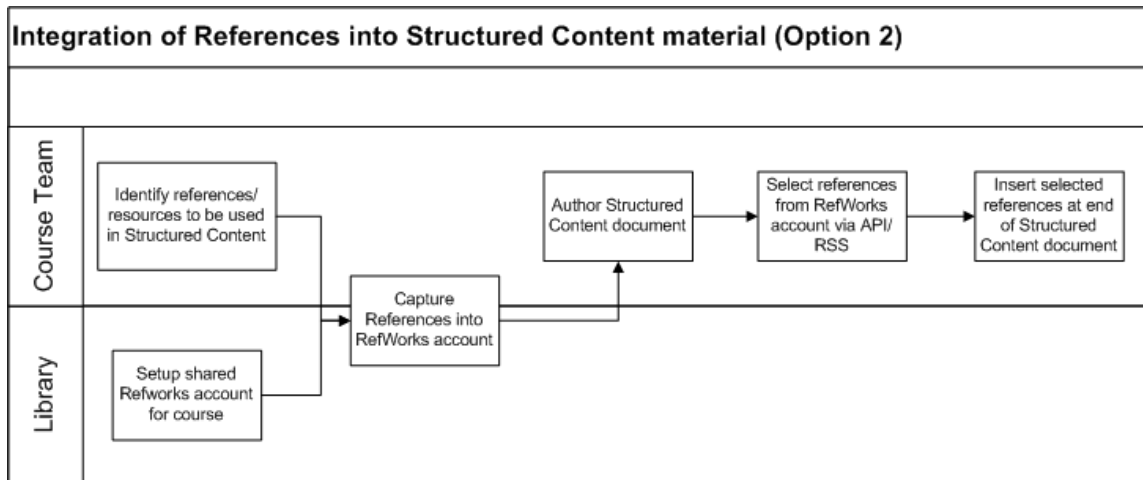 Integration of References into Structured Content material (Option 2)
Course Team
Identify references/
resources to be used
in Structured Content
Author Structured
Content document
Select references
from RefWorks
account via API/
RSS
Insert selected
references at end
of Structured
Content document
Capture
References into
RefWorks account
Library
Setup shared
Refworks account
for course